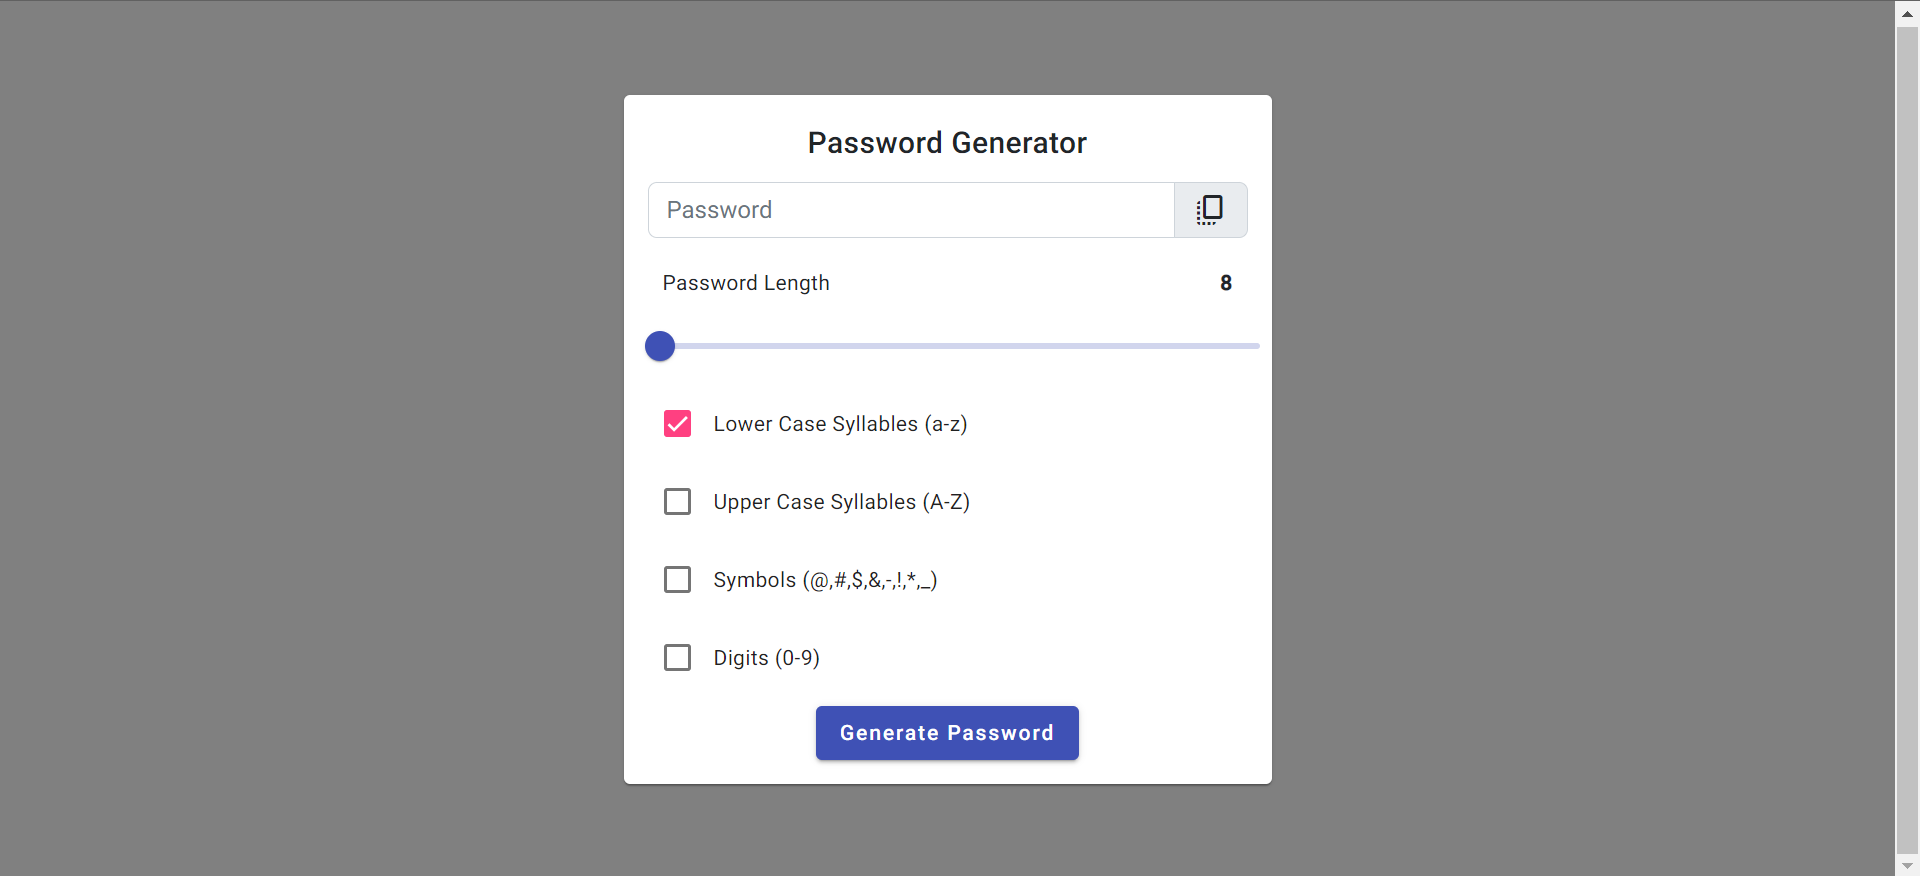 Password Generator
Password
Password Length 8
Lower Case Syllables (a-z)
Upper Case Syllables (A-Z)
Symbols (@,#,$,&,-,!,*,_)
Digits (0-9)
Generate Password